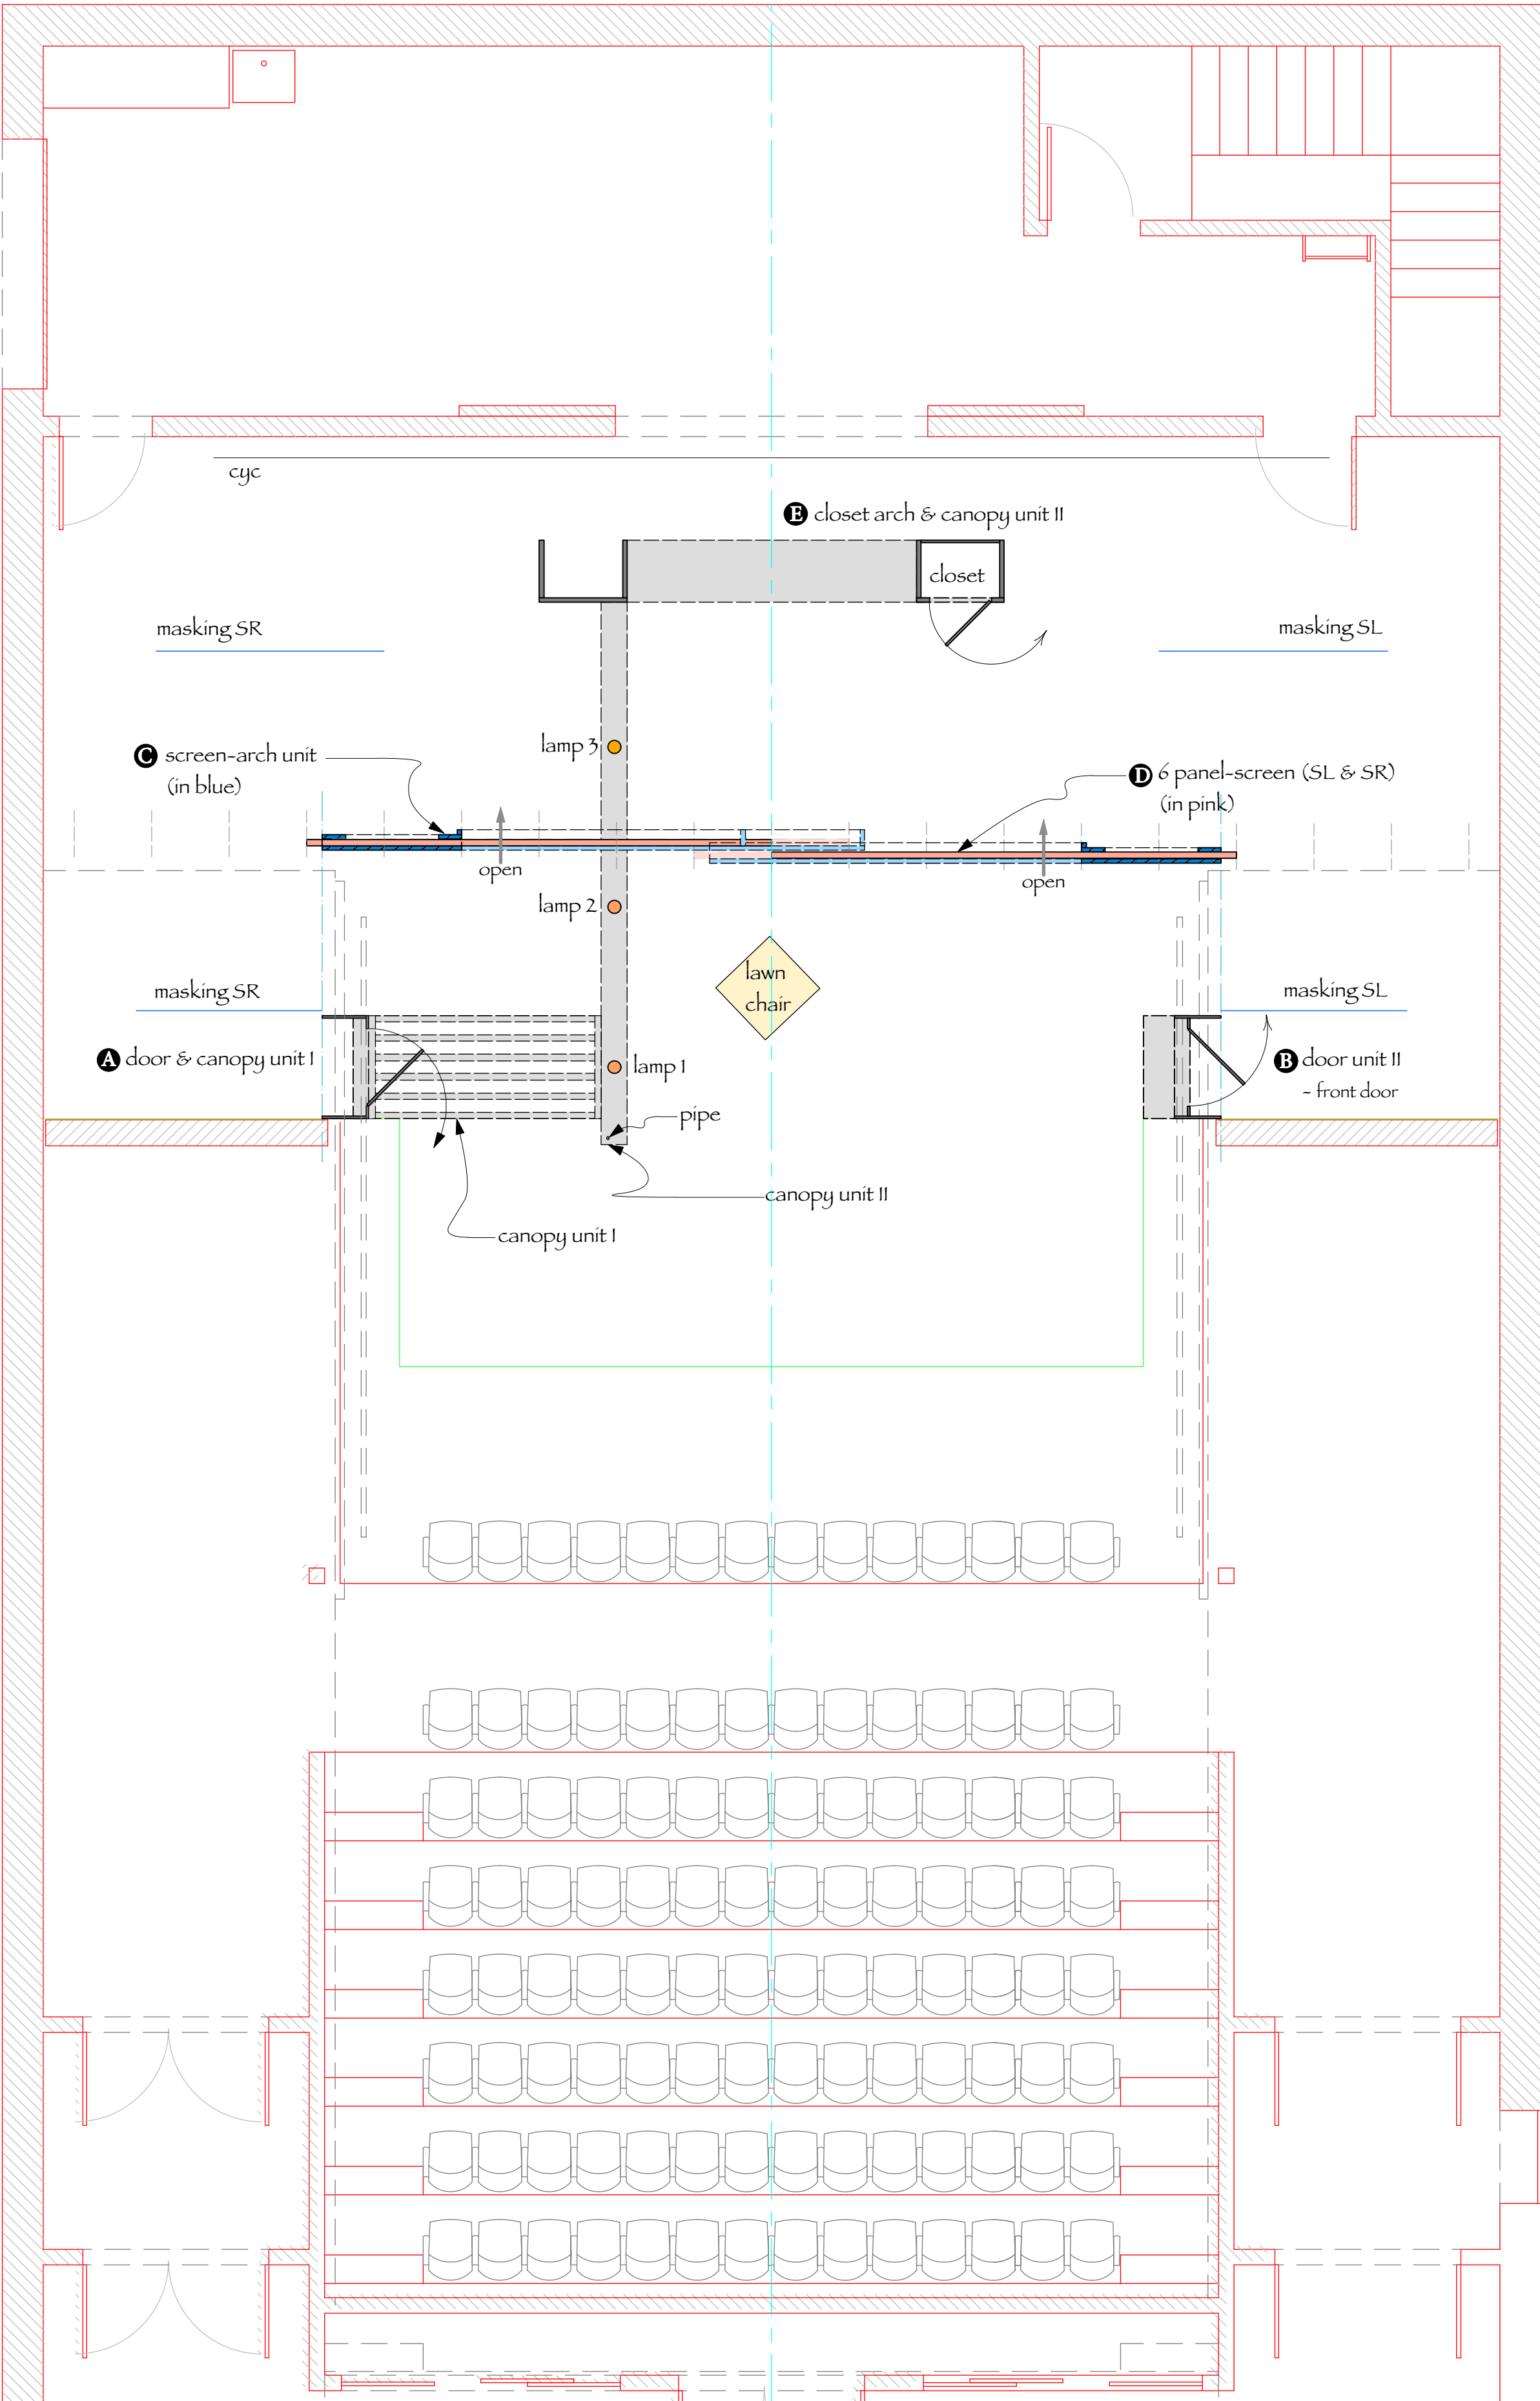 cyc
E closet arch & canopy unit II
closet
masking SR
masking SL
lamp 3
C screen-arch unit
(in blue)
D 6 panel-screen (SL & SR)
(in pink)
open
open
lamp 2
lawn
chair
masking SR
masking SL
A door & canopy unit I
lamp 1
B door unit II
- front door
pipe
canopy unit II
canopy unit I